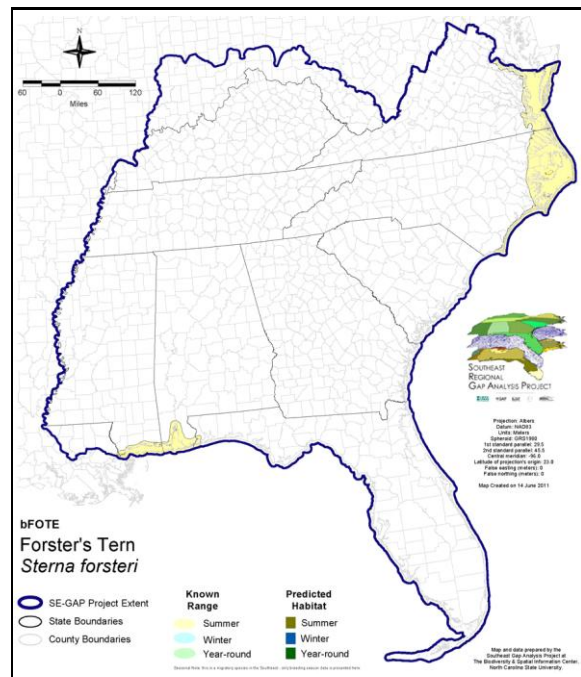 N
60 0 60 120
Miles
SOUTHEAST
REGIONAL
GAP ANALYSIS PROJECT
Projection: Albers
Datum: NAD83
Units: Meters
Spheroid: GRS1980
1st standard parallel: 29.5
2nd standard parallel: 45.5
Central meridian: -96.0
Latitude of projection's origin: 23.0
False easting (meters): 0
False northing (meters): 0
Map Created on 14 June 2011
bFOTE
Forster's Tern
Sterna forsteri
SE-GAP Project Extent
State Boundaries
County Boundaries
Known
Range
Summer
Winter
Year-round
Predicted
Habitat
Summer
Winter
Year-round
Map and data prepared by the
Southeast Gap Analysis Project at
The Biodiversity & Spatial Information Center,
North Carolina State University.